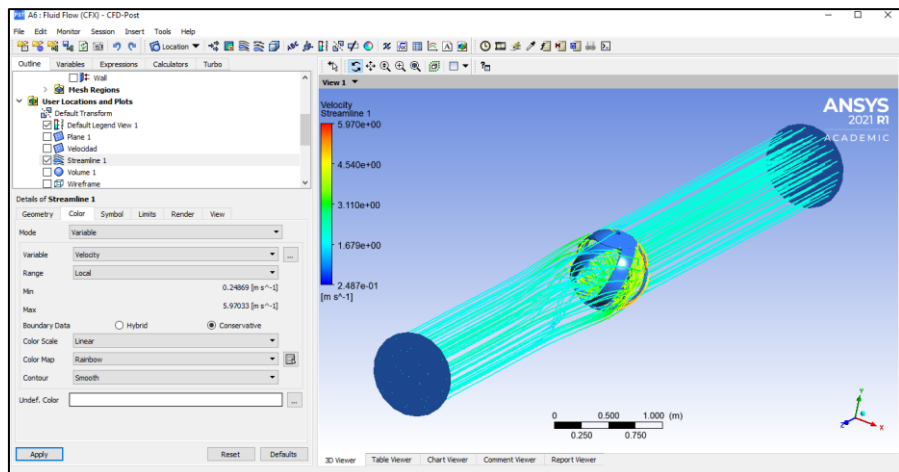 A6 : Fluid Flow (CFX) - CFD-Post
File Edit Monitor Session Insert Tools Help
Location
Outline Variables Expressions Calculators Turbo
Wall
Mesh Regions
User Locations and Plots
Default Transform
Default Legend View 1
Plane 1
Velocidad
Streamline 1
Volume 1
Wireframe
Details of Streamline 1
Geometry Color Symbol Limits Render View
Mode Variable
Variable Velocity ...
Range Local
Min 0.24869 [m s^-1]
Max 5.97033 [m s^-1]
Boundary Data Hybrid Conservative
Color Scale Linear
Color Map Rainbow
Contour Smooth
Undef. Color ...
Apply Reset Defaults
View 1
Velocity
Streamline 1
5.970e+00
4.540e+00
3.110e+00
1.679e+00
2.487e-01
[m s^-1]
ANSYS
2021 R1
ACADEMIC
0 0.500 1.000 (m)
0.250 0.750
Y
Z
X
3D Viewer Table Viewer Chart Viewer Comment Viewer Report Viewer